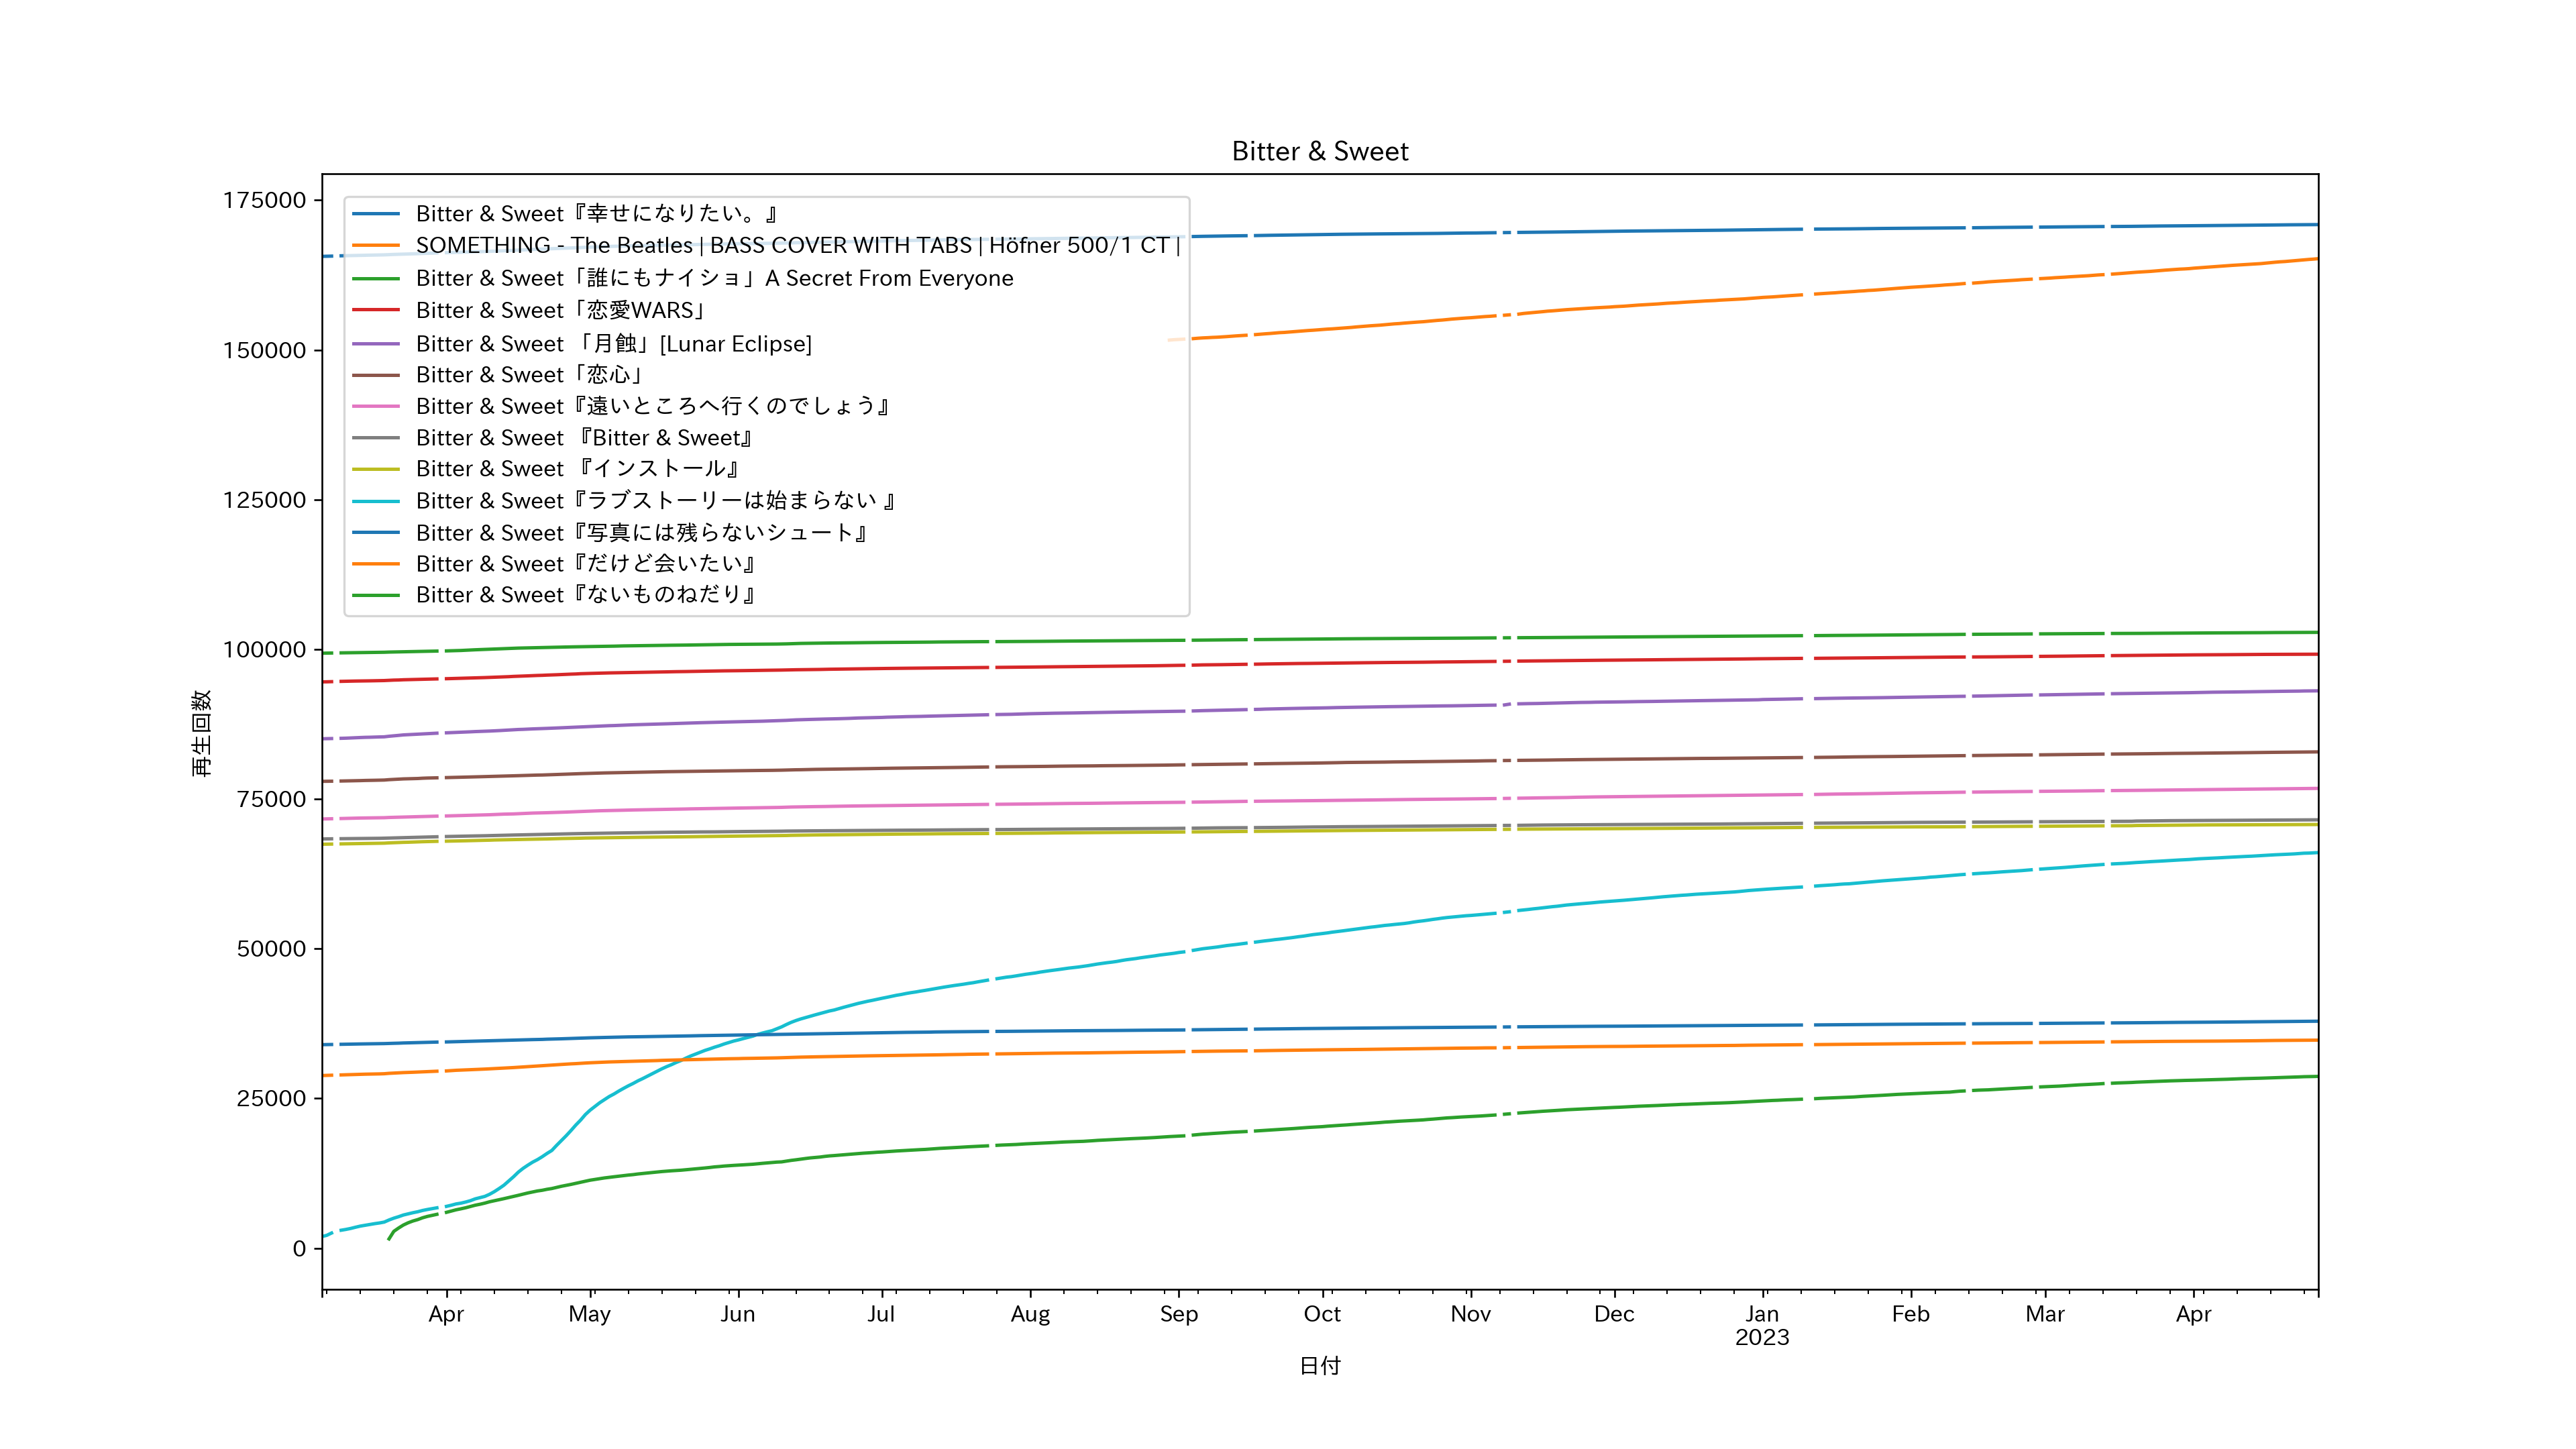 Bitter & Sweet
175000
150000
125000
100000
75000
50000
25000
0
再生回数
Bitter & Sweet『幸せになりたい。』
SOMETHING - The Beatles | BASS COVER WITH TABS | Höfner 500/1 CT |
Bitter & Sweet「誰にもナイショ」A Secret From Everyone
Bitter & Sweet「恋愛WARS」
Bitter & Sweet 「月蝕」[Lunar Eclipse]
Bitter & Sweet「恋心」
Bitter & Sweet『遠いところへ行くのでしょう』
Bitter & Sweet 『Bitter & Sweet』
Bitter & Sweet 『インストール』
Bitter & Sweet『ラブストーリーは始まらない 』
Bitter & Sweet『写真には残らないシュート』
Bitter & Sweet『だけど会いたい』
Bitter & Sweet『ないものねだり』
Apr May Jun Jul Aug Sep Oct Nov Dec Jan Feb Mar Apr
2023
日付